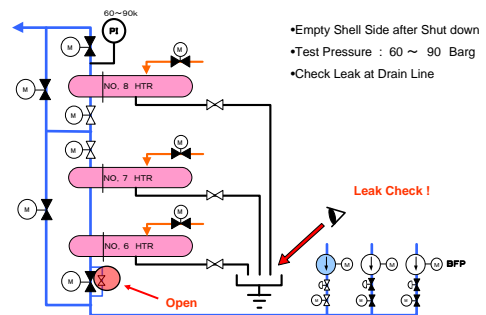 60～90k
PI
•Empty Shell Side after Shut down
•Test Pressure : 60 ～ 90 Barg
•Check Leak at Drain Line
M
M
M
NO, 8 HTR
M
M
M
M
NO, 7 HTR
Leak Check !
M
M
NO, 6 HTR
M
M
M
M
BFP
M
Open
M
M
M